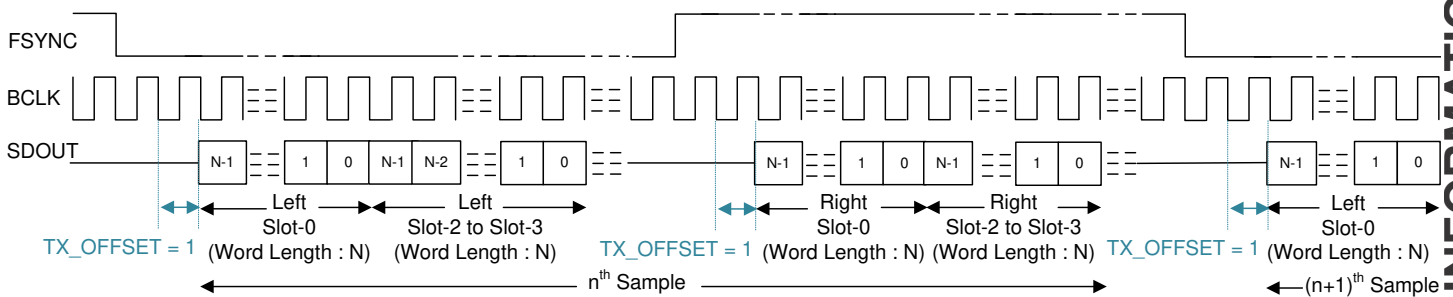 FSYNC
BCLK
SDOUT
N-1 1 0 N-1 N-2 1 0 N-1 1 0 N-1 1 0 N-1 1 0
Left Left Right Right Left
Slot-0 Slot-2 to Slot-3 Slot-0 Slot-2 to Slot-3 Slot-0
TX_OFFSET = 1 (Word Length : N) (Word Length : N) TX_OFFSET = 1 (Word Length : N) (Word Length : N) TX_OFFSET = 1 (Word Length : N)
nth Sample (n+1)th Sample